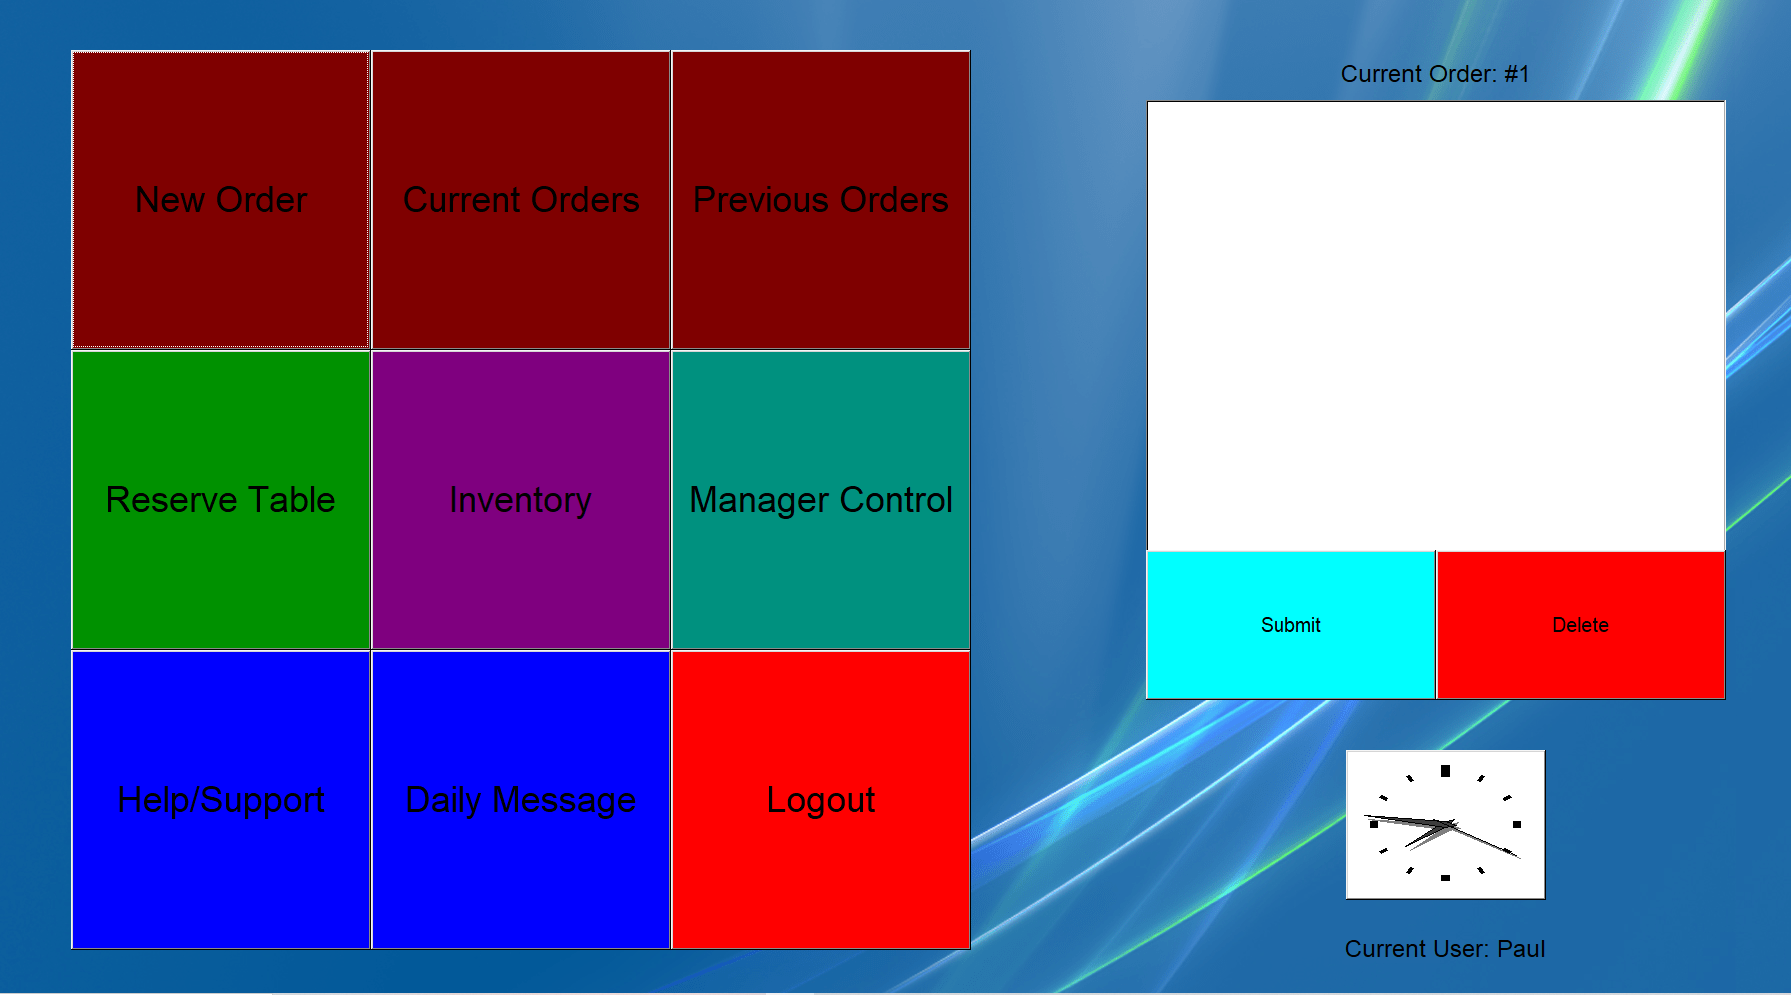 New Order
Current Orders
Previous Orders
Reserve Table
Inventory
Manager Control
Help/Support
Daily Message
Logout
Current Order: #1
Submit
Delete
Current User: Paul